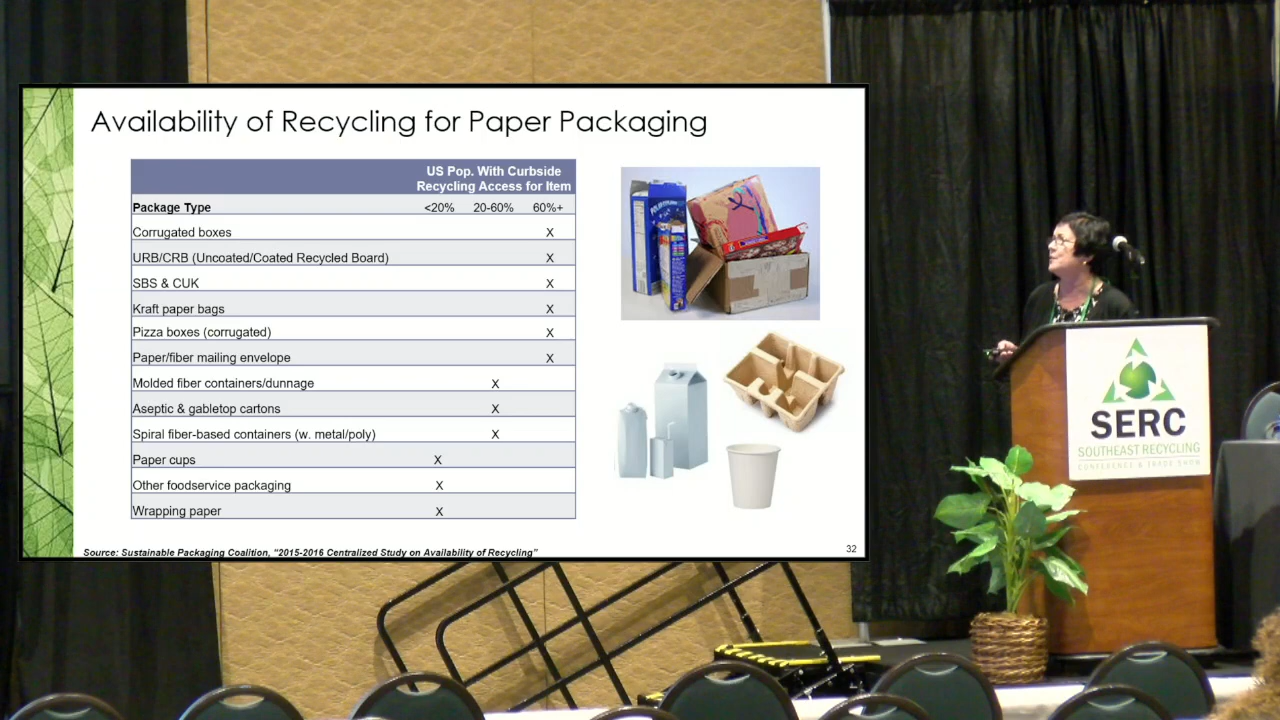 Availability of Recycling for Paper Packaging
US Pop. With Curbside
Recycling Access for Item
Package Type <20% 20-60% 60%+
Corrugated boxes X
URB/CRB (Uncoated/Coated Recycled Board) X
SBS & CUK X
Kraft paper bags X
Pizza boxes (corrugated) X
Paper/fiber mailing envelope X
Molded fiber containers/dunnage X
Aseptic & gabletop cartons X
Spiral fiber-based containers (w. metal/poly) X
Paper cups X
Other foodservice packaging X
Wrapping paper X
Source: Sustainable Packaging Coalition, "2015-2016 Centralized Study on Availability of Recycling"
32
SERC
SOUTHEAST RECYCLING
CONFERENCE & TRADE SHOW